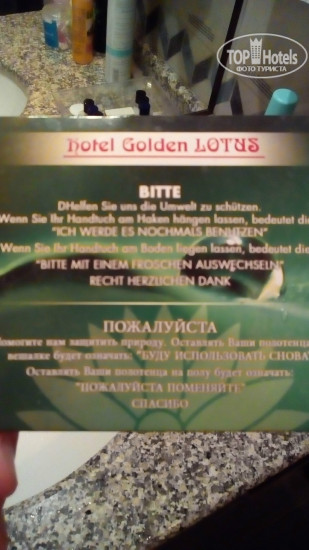 TOP Hotels
ФОТО ТУРИСТА
Hotel Golden LOTUS
BITTE
DHelfen Sie uns die Umwelt zu schützen.
Wenn Sie Ihr Handtuch am Haken hängen lassen, bedeutet die
"ICH WERDE ES NOCHMALS BENUTZEN"
Wenn Sie Ihr Handtuch am Boden liegen lassen, bedeutet die
"BITTE MIT EINEM FROSCHEN AUSWECHSELN"
RECHT HERZLICHEN DANK
ПОЖАЛУЙСТА
Помогите нам защитить природу. Оставлять Ваши полотенца
вешалке будет означать: "БУДУ ИСПОЛЬЗОВАТЬ СНОВА
Оставлять Ваши полотенца на полу будет означать:
"ПОЖАЛУЙСТА ПОМЕНЯЙТЕ"
СПАСИБО